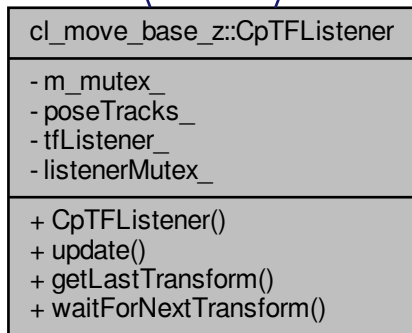 cl_move_base_z::CpTFListener
- m_mutex_
- poseTracks_
- tfListener_
- listenerMutex_
+ CpTFListener()
+ update()
+ getLastTransform()
+ waitForNextTransform()